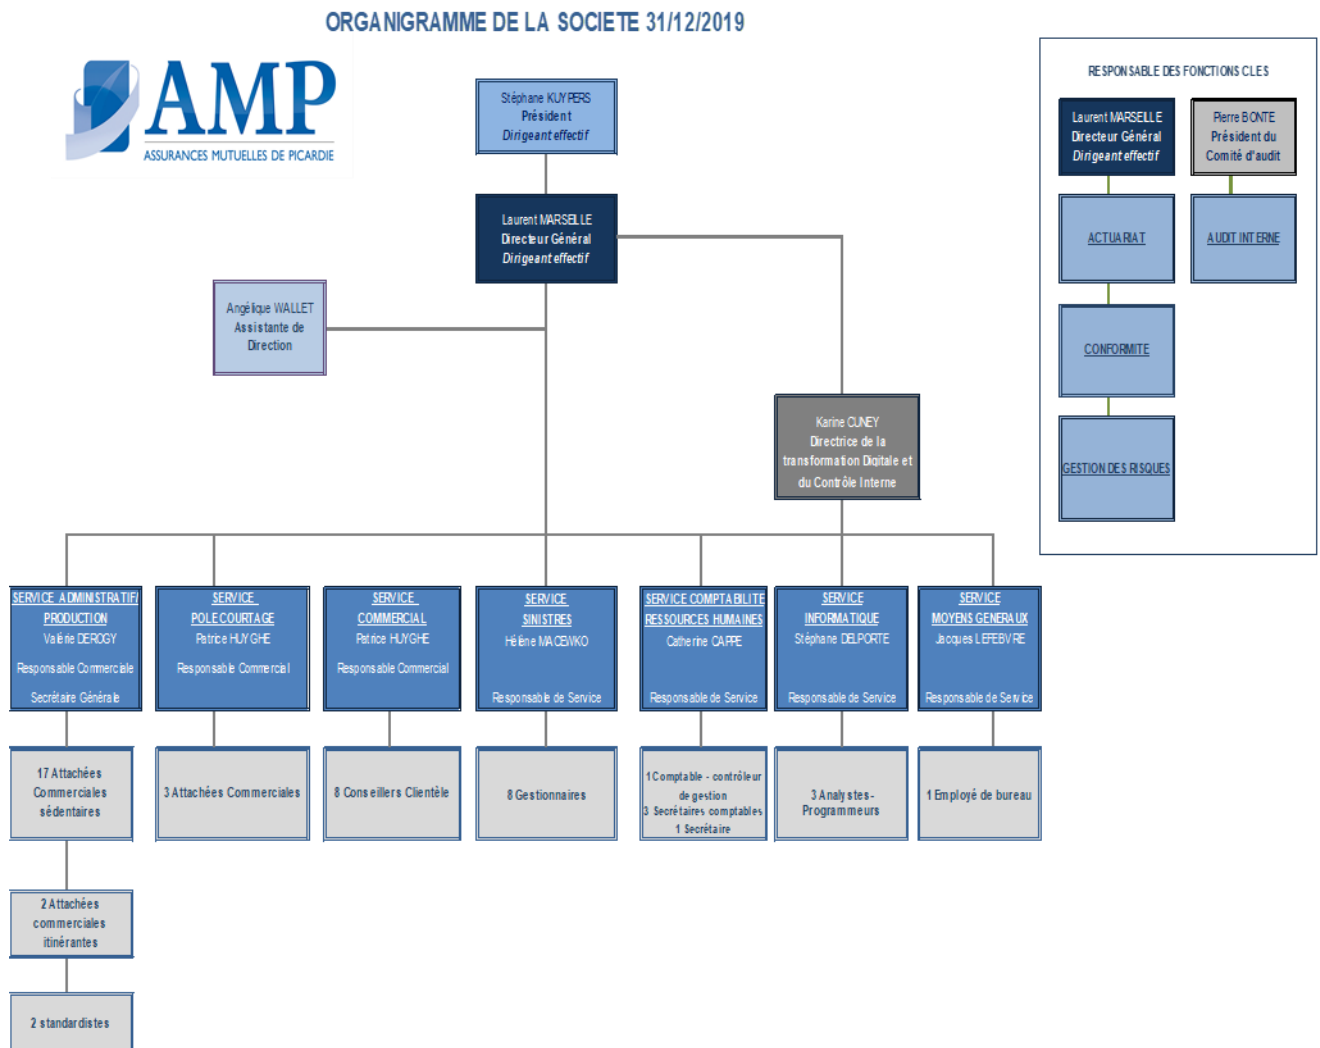 ORGANIGRAMME DE LA SOCIETE 31/12/2019
AMP
ASSURANCES MUTUELLES DE PICARDIE
Stéphane KUYPERS
Président
Dirigeant effectif
Laurent MARSEILLE
Directeur Général
Dirigeant effectif
Angélique WALLET
Assistante de
Direction
Karine CUNEY
Directrice de la
transformation Digitale et
du Contrôle Interne
RESPONSABLE DES FONCTIONS CLES
Laurent MARSEILLE
Directeur Général
Dirigeant effectif
Pierre BONTE
Président du
Comité d'audit
ACTUARIAT
AUDIT INTERNE
CONFORMITE
GESTION DES RISQUES
SERVICE ADMINISTRATIF/
PRODUCTION
Valérie DEROGY
Responsable Commerciale
Secrétaire Générale
SERVICE
POLE COURTAGE
Patrice HUYGHE
Responsable Commercial
SERVICE
COMMERCIAL
Patrice HUYGHE
Responsable Commercial
SERVICE
SINISTRES
Hélène MACEWKO
Responsable de Service
SERVICE COMPTABILITE
RESSOURCES HUMAINES
Catherine CAPPE
Responsable de Service
SERVICE
INFORMATIQUE
Stéphane DELPORTE
Responsable de Service
SERVICE
MOYENS GENERAUX
Jacques LEFEBVRE
Responsable de Service
17 Attachées
Commerciales
sédentaires
3 Attachées Commerciales
8 Conseillers Clientèle
8 Gestionnaires
1 Comptable - contrôleur
de gestion
3 Secrétaires comptables
1 Secrétaire
3 Analystes-
Programmeurs
1 Employé de bureau
2 Attachées
commerciales
itinérantes
2 standardistes